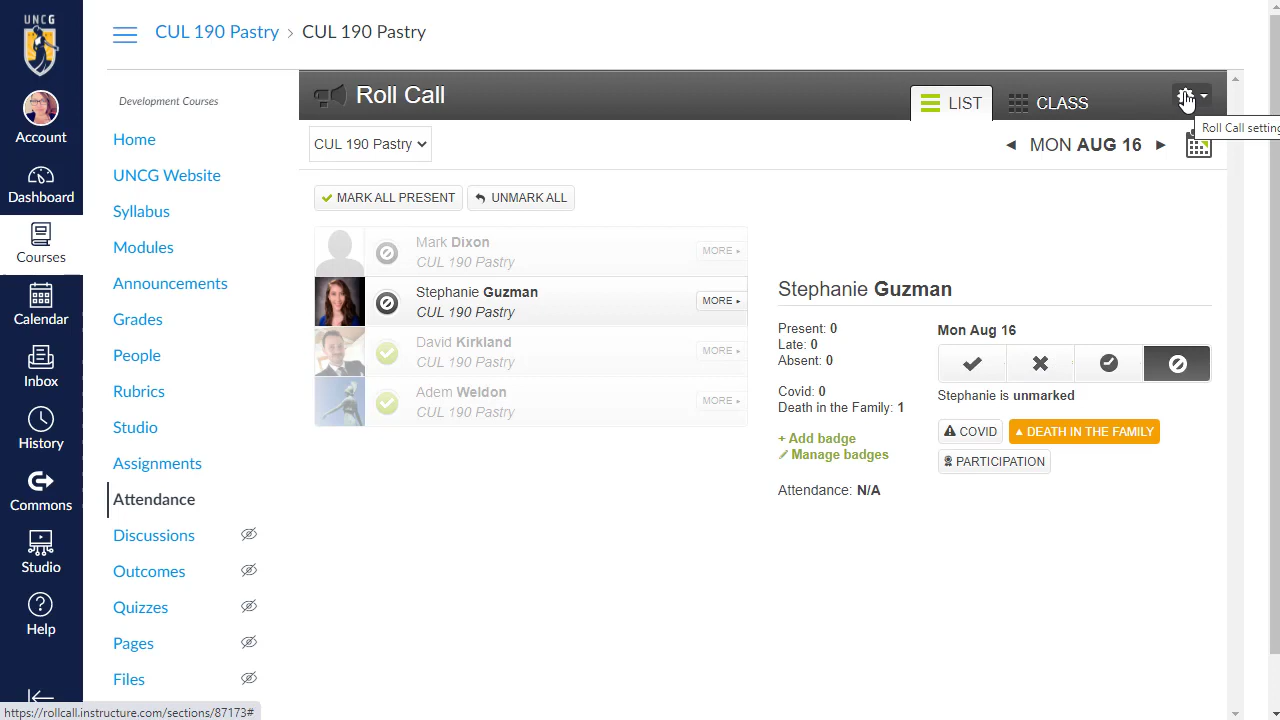 UNCG
CUL 190 Pastry › CUL 190 Pastry
Account
Dashboard
Courses
Calendar
Inbox
History
Commons
Studio
Help
Development Courses
Home
UNCG Website
Syllabus
Modules
Announcements
Grades
People
Rubrics
Studio
Assignments
Attendance
Discussions
Outcomes
Quizzes
Pages
Files
Roll Call
LIST
CLASS
Roll Call setting
CUL 190 Pastry
MON AUG 16
MARK ALL PRESENT
UNMARK ALL
Mark Dixon
CUL 190 Pastry
MORE
Stephanie Guzman
CUL 190 Pastry
MORE
David Kirkland
CUL 190 Pastry
MORE
Adem Weldon
CUL 190 Pastry
MORE
Stephanie Guzman
Present: 0
Late: 0
Absent: 0
Covid: 0
Death in the Family: 1
+ Add badge
Manage badges
Attendance: N/A
Mon Aug 16
Stephanie is unmarked
COVID
DEATH IN THE FAMILY
PARTICIPATION
https://rollcall.instructure.com/sections/87173#